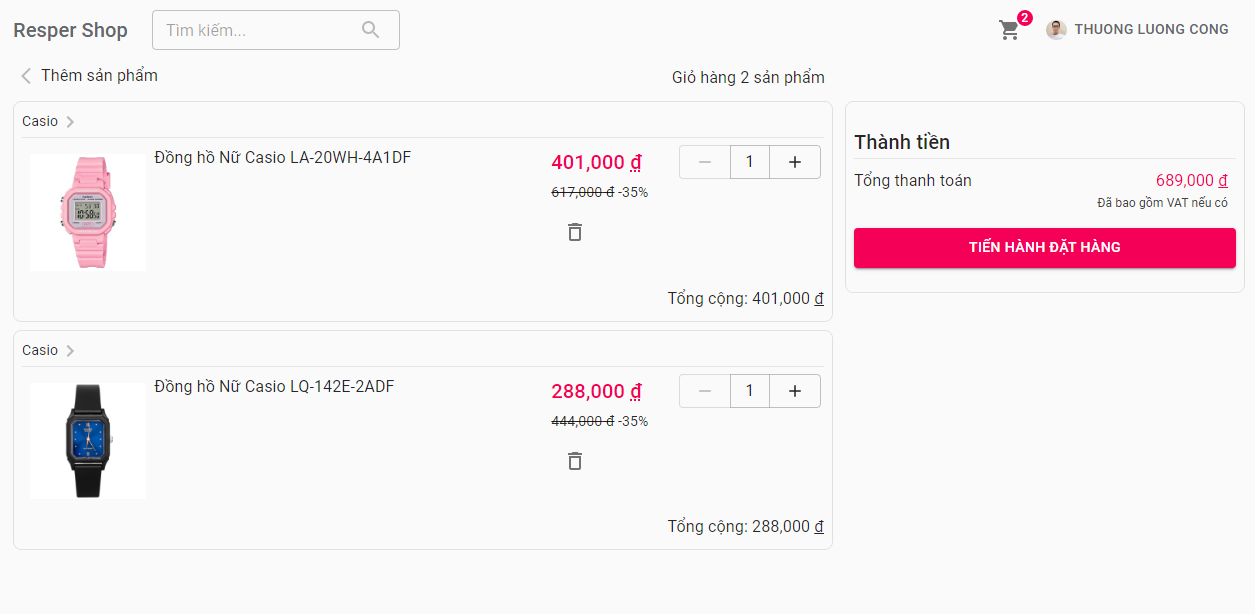 Resper Shop
Tìm kiếm...
2
THUONG LUONG CONG
Thêm sản phẩm
Giỏ hàng 2 sản phẩm
Casio
Đồng hồ Nữ Casio LA-20WH-4A1DF
401,000 ₫
617,000 ₫ -35%
1
Tổng cộng: 401,000 ₫
Casio
Đồng hồ Nữ Casio LQ-142E-2ADF
288,000 ₫
444,000 ₫ -35%
1
Tổng cộng: 288,000 ₫
Thành tiền
Tổng thanh toán 689,000 ₫
Đã bao gồm VAT nếu có
TIẾN HÀNH ĐẶT HÀNG